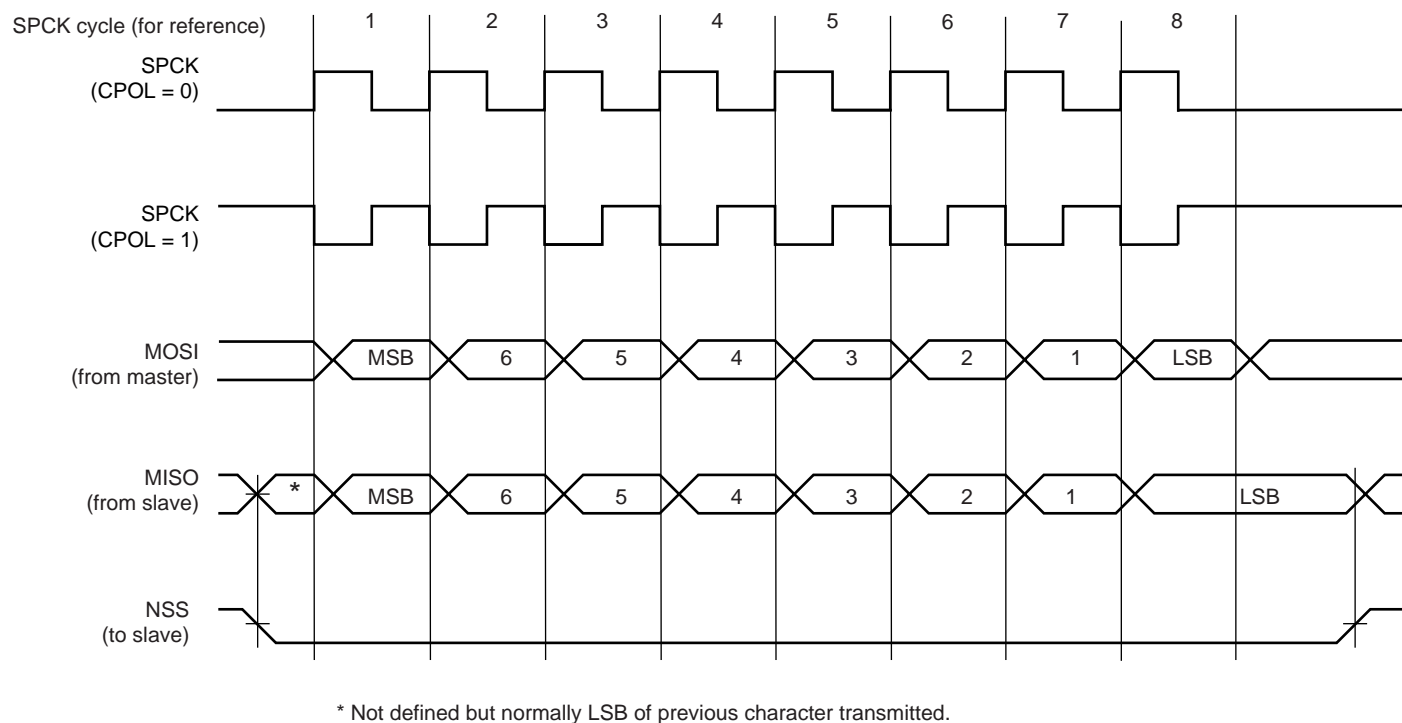 SPCK cycle (for reference)
1 2 3 4 5 6 7 8
SPCK
(CPOL = 0)
SPCK
(CPOL = 1)
MOSI
(from master)
MSB 6 5 4 3 2 1 LSB
MISO
(from slave)
* MSB 6 5 4 3 2 1 LSB
NSS
(to slave)
* Not defined but normally LSB of previous character transmitted.